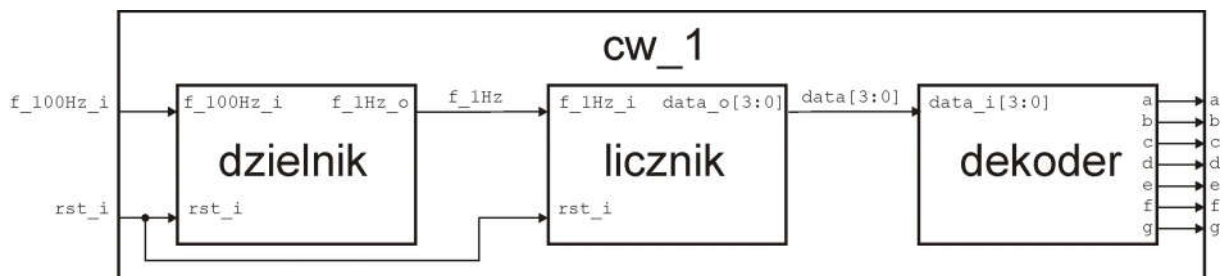 cw_1
f_100Hz_i f_100Hz_i f_1Hz_o f_1Hz f_1Hz_i data_o[3:0] data[3:0] data_i[3:0] a a
b b
c c
dzielnik licznik dekoder d d
e e
rst_i rst_i rst_i f f
g g